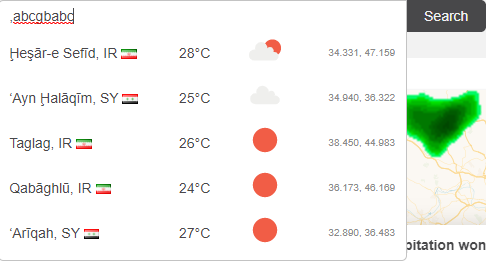 ,abcgbabc
Search
Ḩeşār-e Sefīd, IR 28°C 34.331, 47.159
‘Ayn Ḩalāqīm, SY 25°C 34.940, 36.322
Taglag, IR 26°C 38.450, 44.983
Qabāghlū, IR 24°C 36.173, 46.169
‘Arīqah, SY 27°C 32.890, 36.483
bitation won